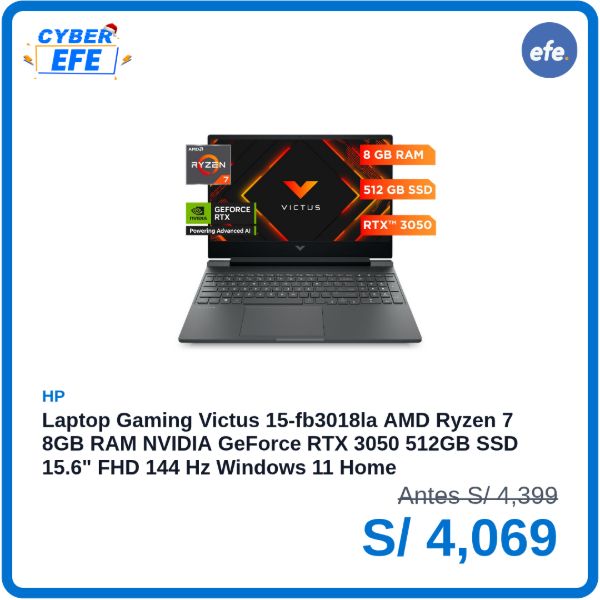 CYBER
EFE
efe.
AMD
RYZEN
7
8 GB RAM
512 GB SSD
NVIDIA
GEFORCE
RTX
Powering Advanced AI
VICTUS
RTX™ 3050
HP
Laptop Gaming Victus 15-fb3018la AMD Ryzen 7
8GB RAM NVIDIA GeForce RTX 3050 512GB SSD
15.6" FHD 144 Hz Windows 11 Home
Antes S/ 4,399
S/ 4,069